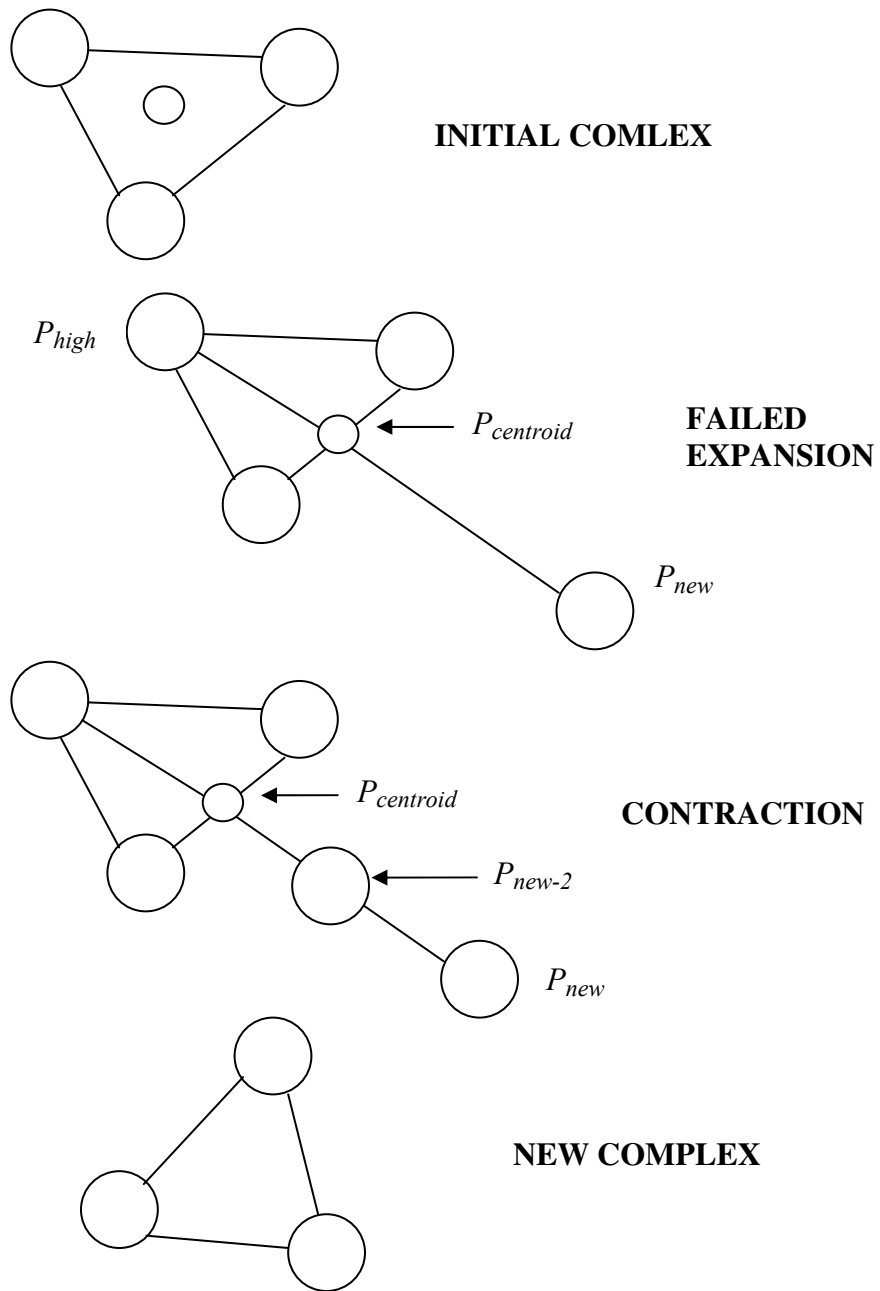 INITIAL COMLEX
P_high
P_centroid
FAILED
EXPANSION
P_new
P_centroid
CONTRACTION
P_new-2
P_new
NEW COMPLEX